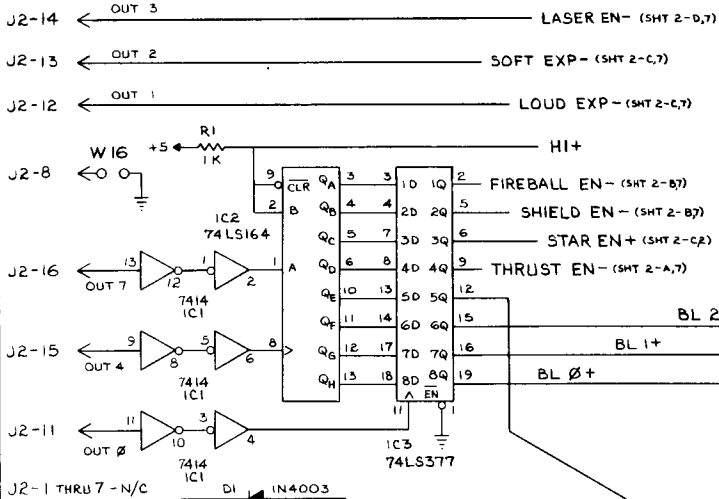 J2-14 OUT 3 LASER EN- (SHT 2-D,7)
J2-13 OUT 2 SOFT EXP- (SHT 2-C,7)
J2-12 OUT 1 LOUD EXP- (SHT 2-C,7)
R1
+5 1K HI+
J2-8 W16
9 CLR QA 3 3 1D 1Q 2 FIREBALL EN- (SHT 2-B,7)
2 B QB 4 4 2D 2Q 5 SHIELD EN- (SHT 2-B,7)
IC2
74LS164
QC 5 7 3D 3Q 6 STAR EN+ (SHT 2-C,2)
J2-16 OUT 7 13 12 1 2 1 A QD 6 8 4D 4Q 9 THRUST EN- (SHT 2-A,7)
7414
IC1
QE 10 13 5D 5Q 12
QF 11 14 6D 6Q 15 BL 2
J2-15 OUT 4 9 8 5 6 8 QG 12 17 7D 7Q 16 BL 1+
7414
IC1
QH 13 18 8D 8Q 19 BL Ø+
11 EN 1
J2-11 OUT Ø 11 10 3 4
7414
IC1
IC3
74LS377
J2-1 THRU 7 - N/C D1 1N4003